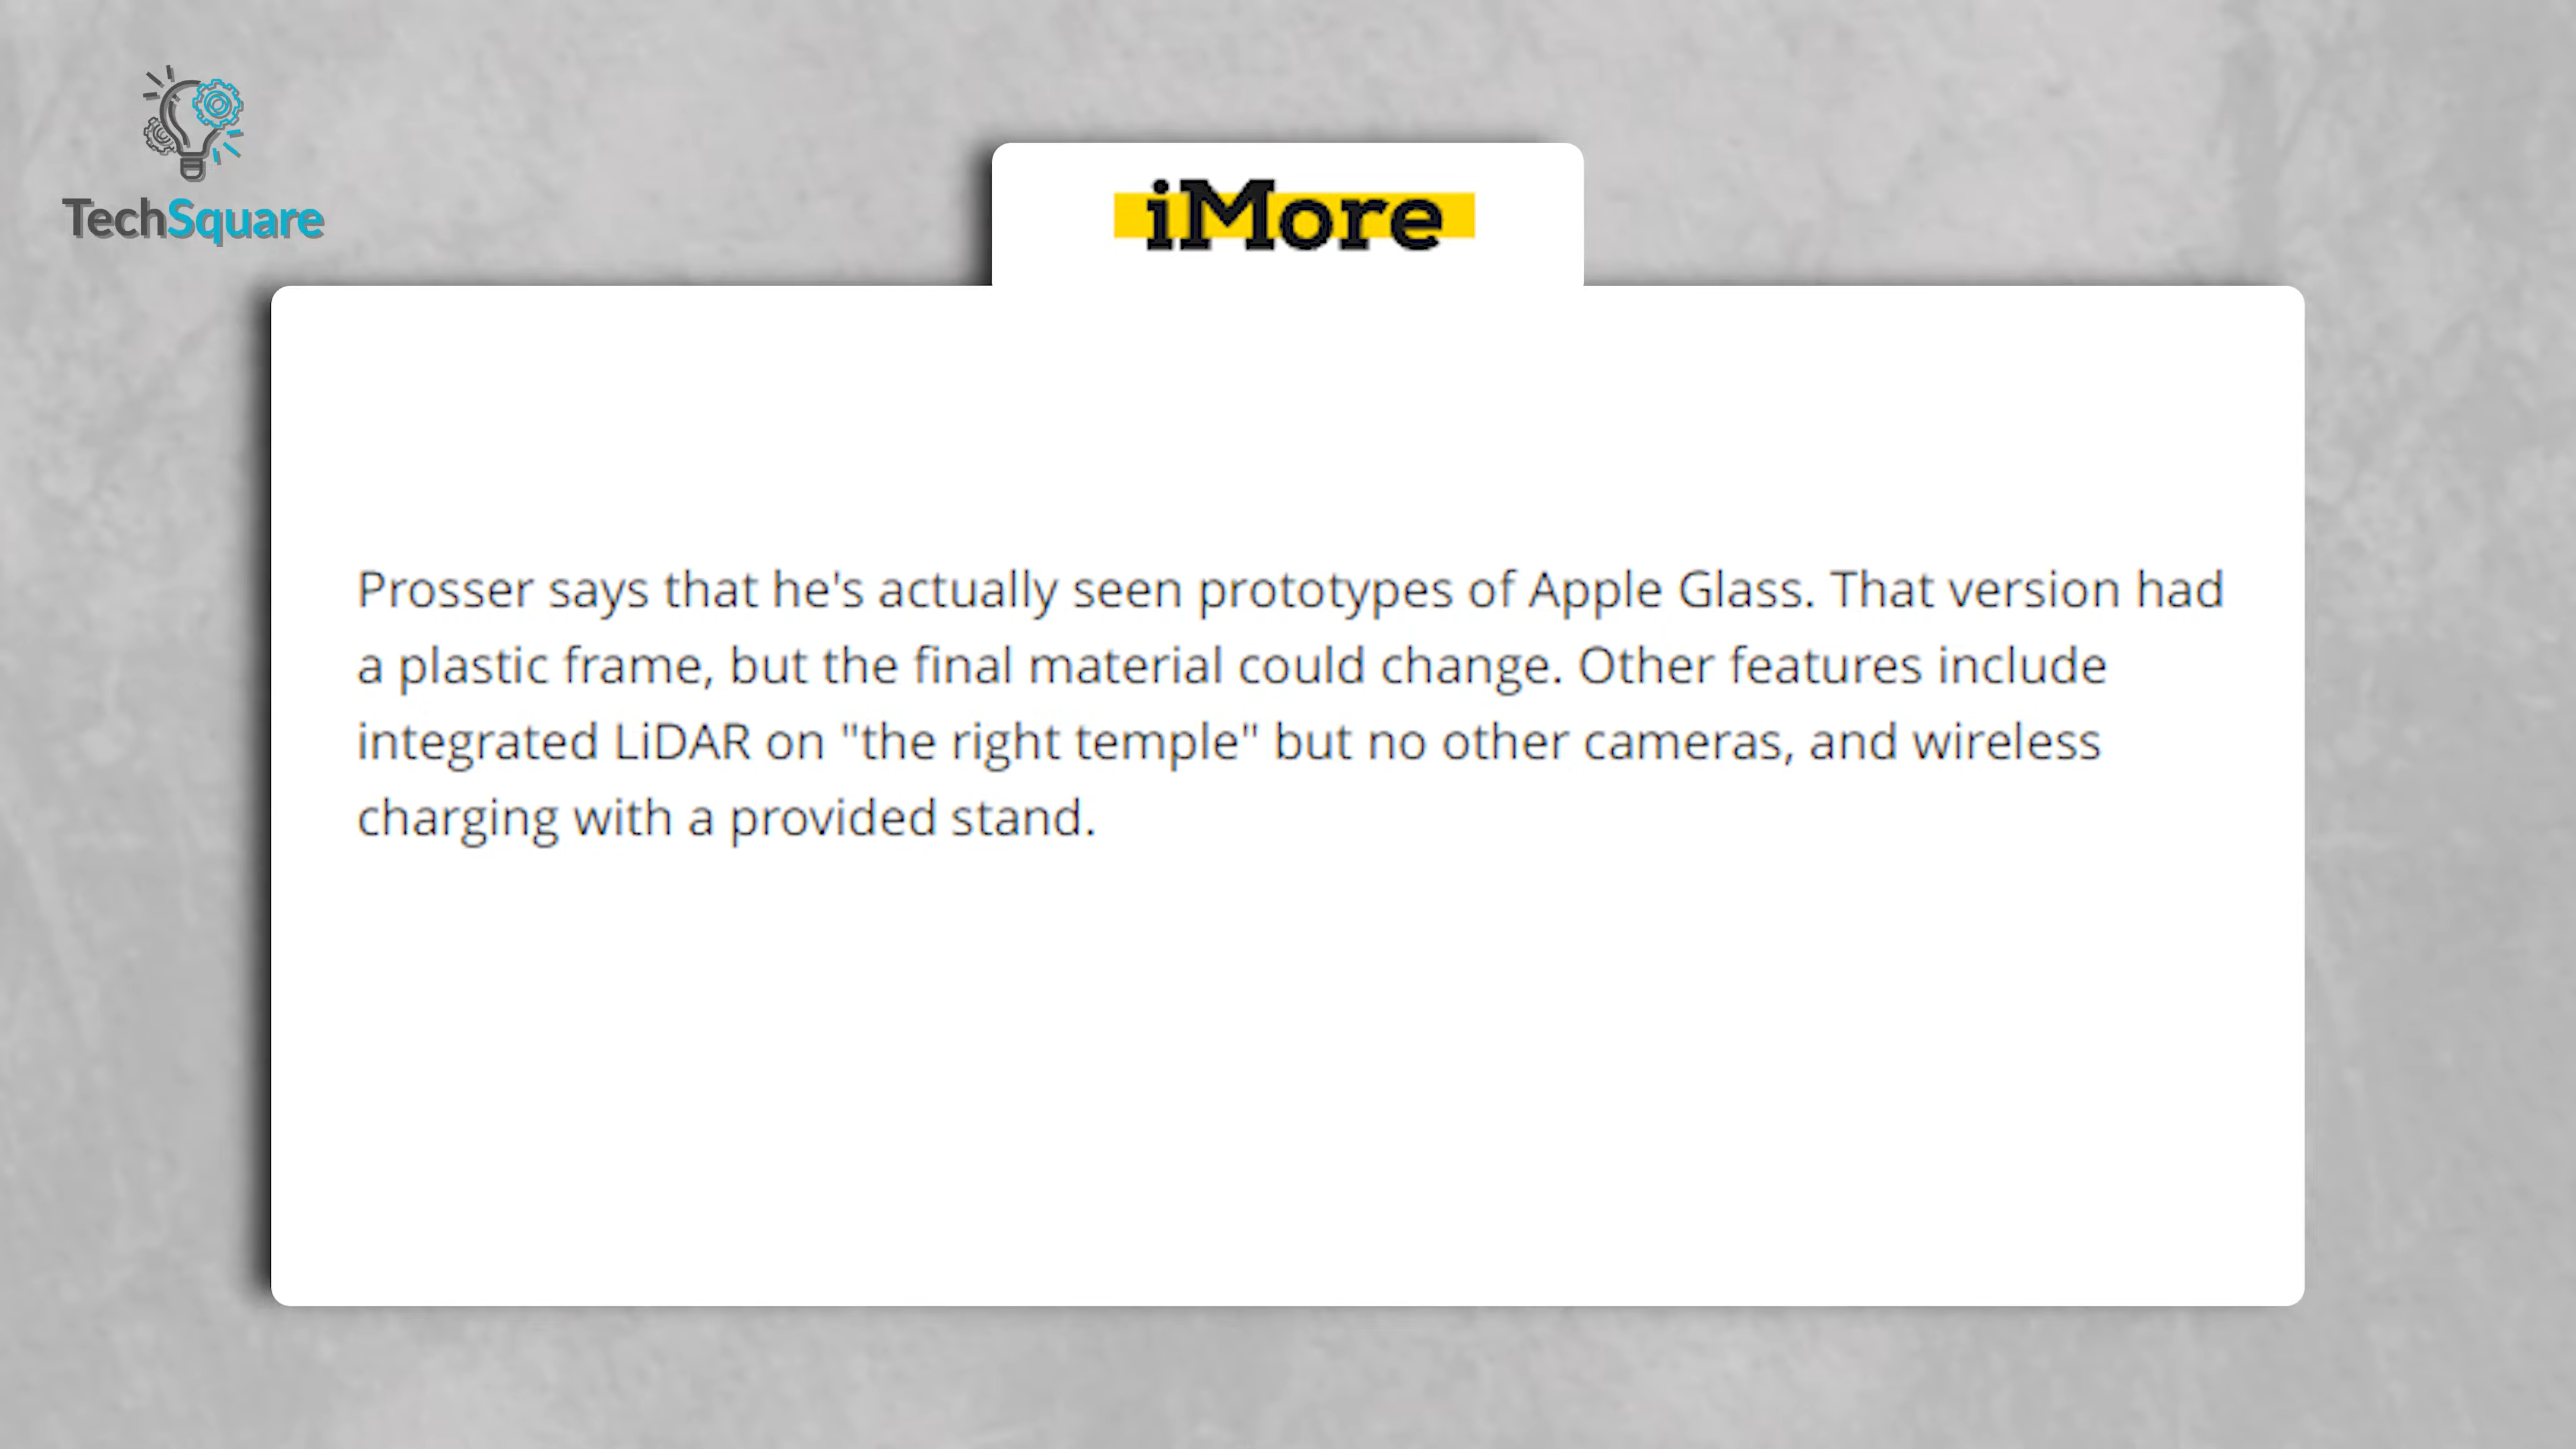 TechSquare
iMore
Prosser says that he's actually seen prototypes of Apple Glass. That version had
a plastic frame, but the final material could change. Other features include
integrated LiDAR on "the right temple" but no other cameras, and wireless
charging with a provided stand.